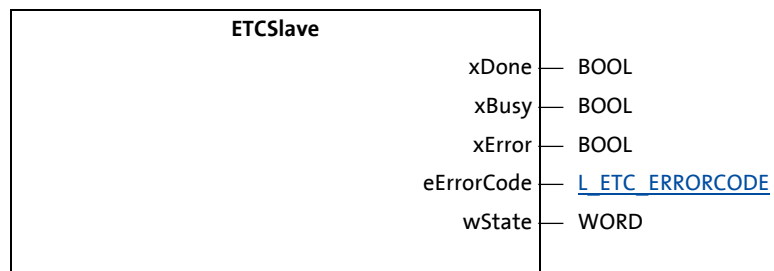 ETCSlave
xDone BOOL
xBusy BOOL
xError BOOL
eErrorCode L_ETC_ERRORCODE
wState WORD